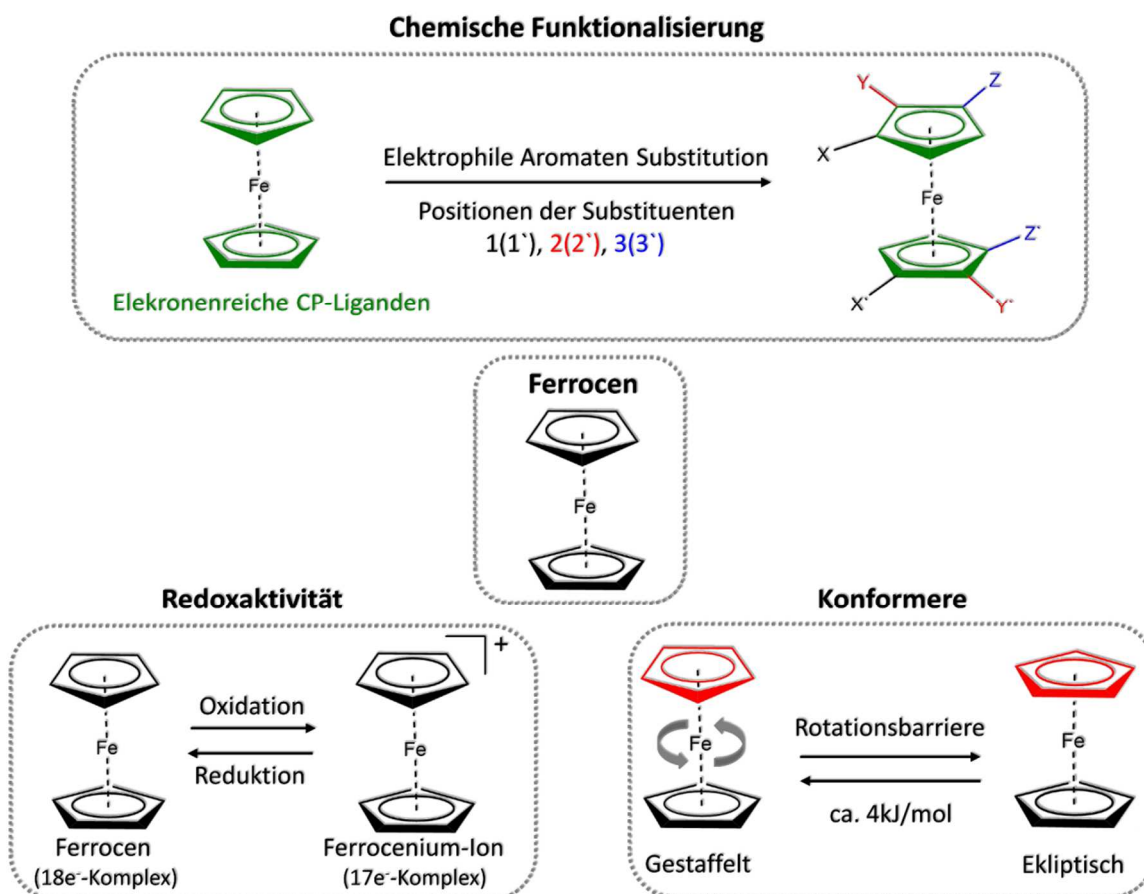 Chemische Funktionalisierung
Fe
Elekronenreiche CP-Liganden
Elektrophile Aromaten Substitution
Positionen der Substituenten
1(1`), 2(2`), 3(3`)
Y
Z
X
Fe
Z`
X`
Y`
Ferrocen
Fe
Redoxaktivität
Fe
Oxidation
Reduktion
Fe
+
Ferrocen
(18e⁻-Komplex)
Ferrocenium-Ion
(17e⁻-Komplex)
Konformere
Fe
Rotationsbarriere
ca. 4kJ/mol
Fe
Gestaffelt
Ekliptisch